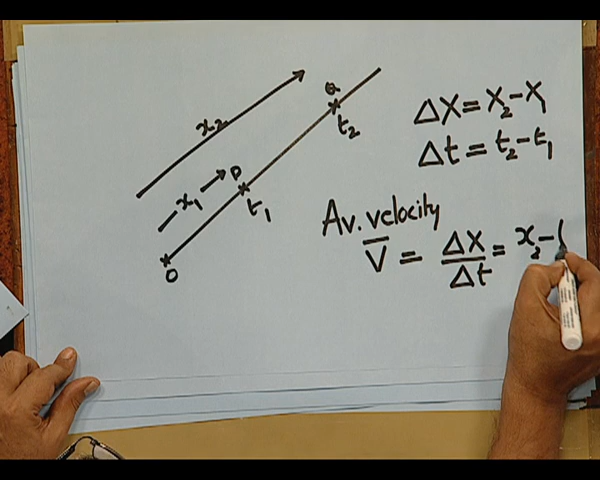 x₂
x₁
O
P
t₁
Q
t₂
ΔX = X₂ - X₁
Δt = t₂ - t₁
Av. velocity
V̅ = ΔX/Δt = x₂ -